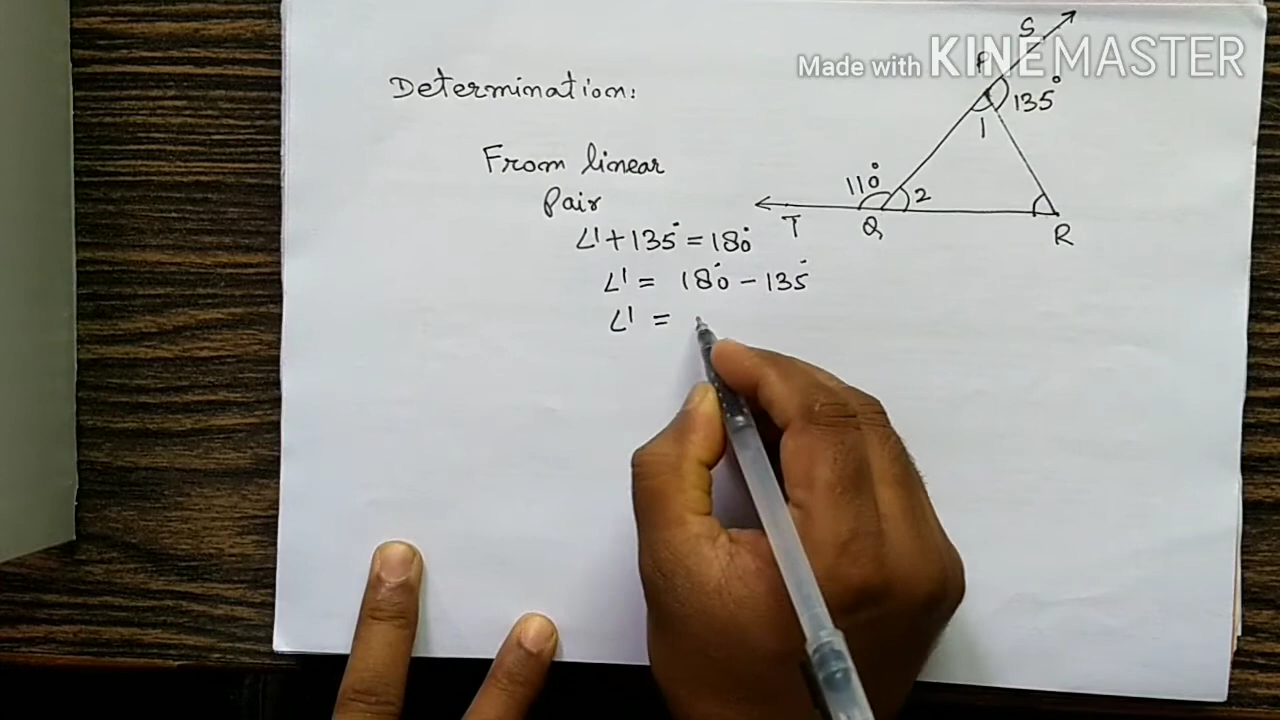 Made with KINEMASTER
Determination:
From linear
Pair
∠1 + 135° = 180°
∠1 = 180° - 135°
∠1 =
S
P
135°
1
110°
2
T
Q
R